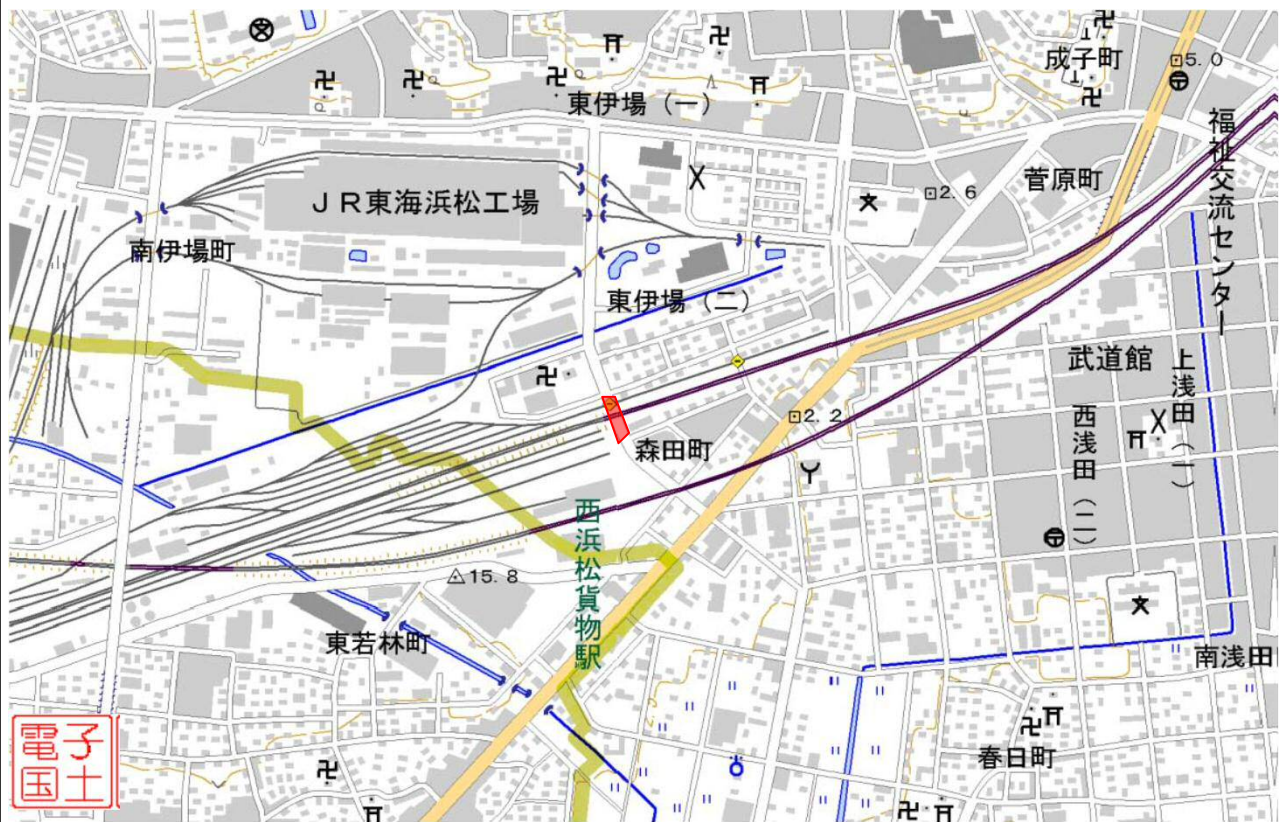 成子町
5.0
東伊場(一)
福祉交流センター
菅原町
2.6
JR東海浜松工場
南伊場町
東伊場(二)
武道館
上浅田(一)
西浅田(二)
2.2
森田町
西浜松貨物駅
15.8
東若林町
南浅田
春日町
電子
国土